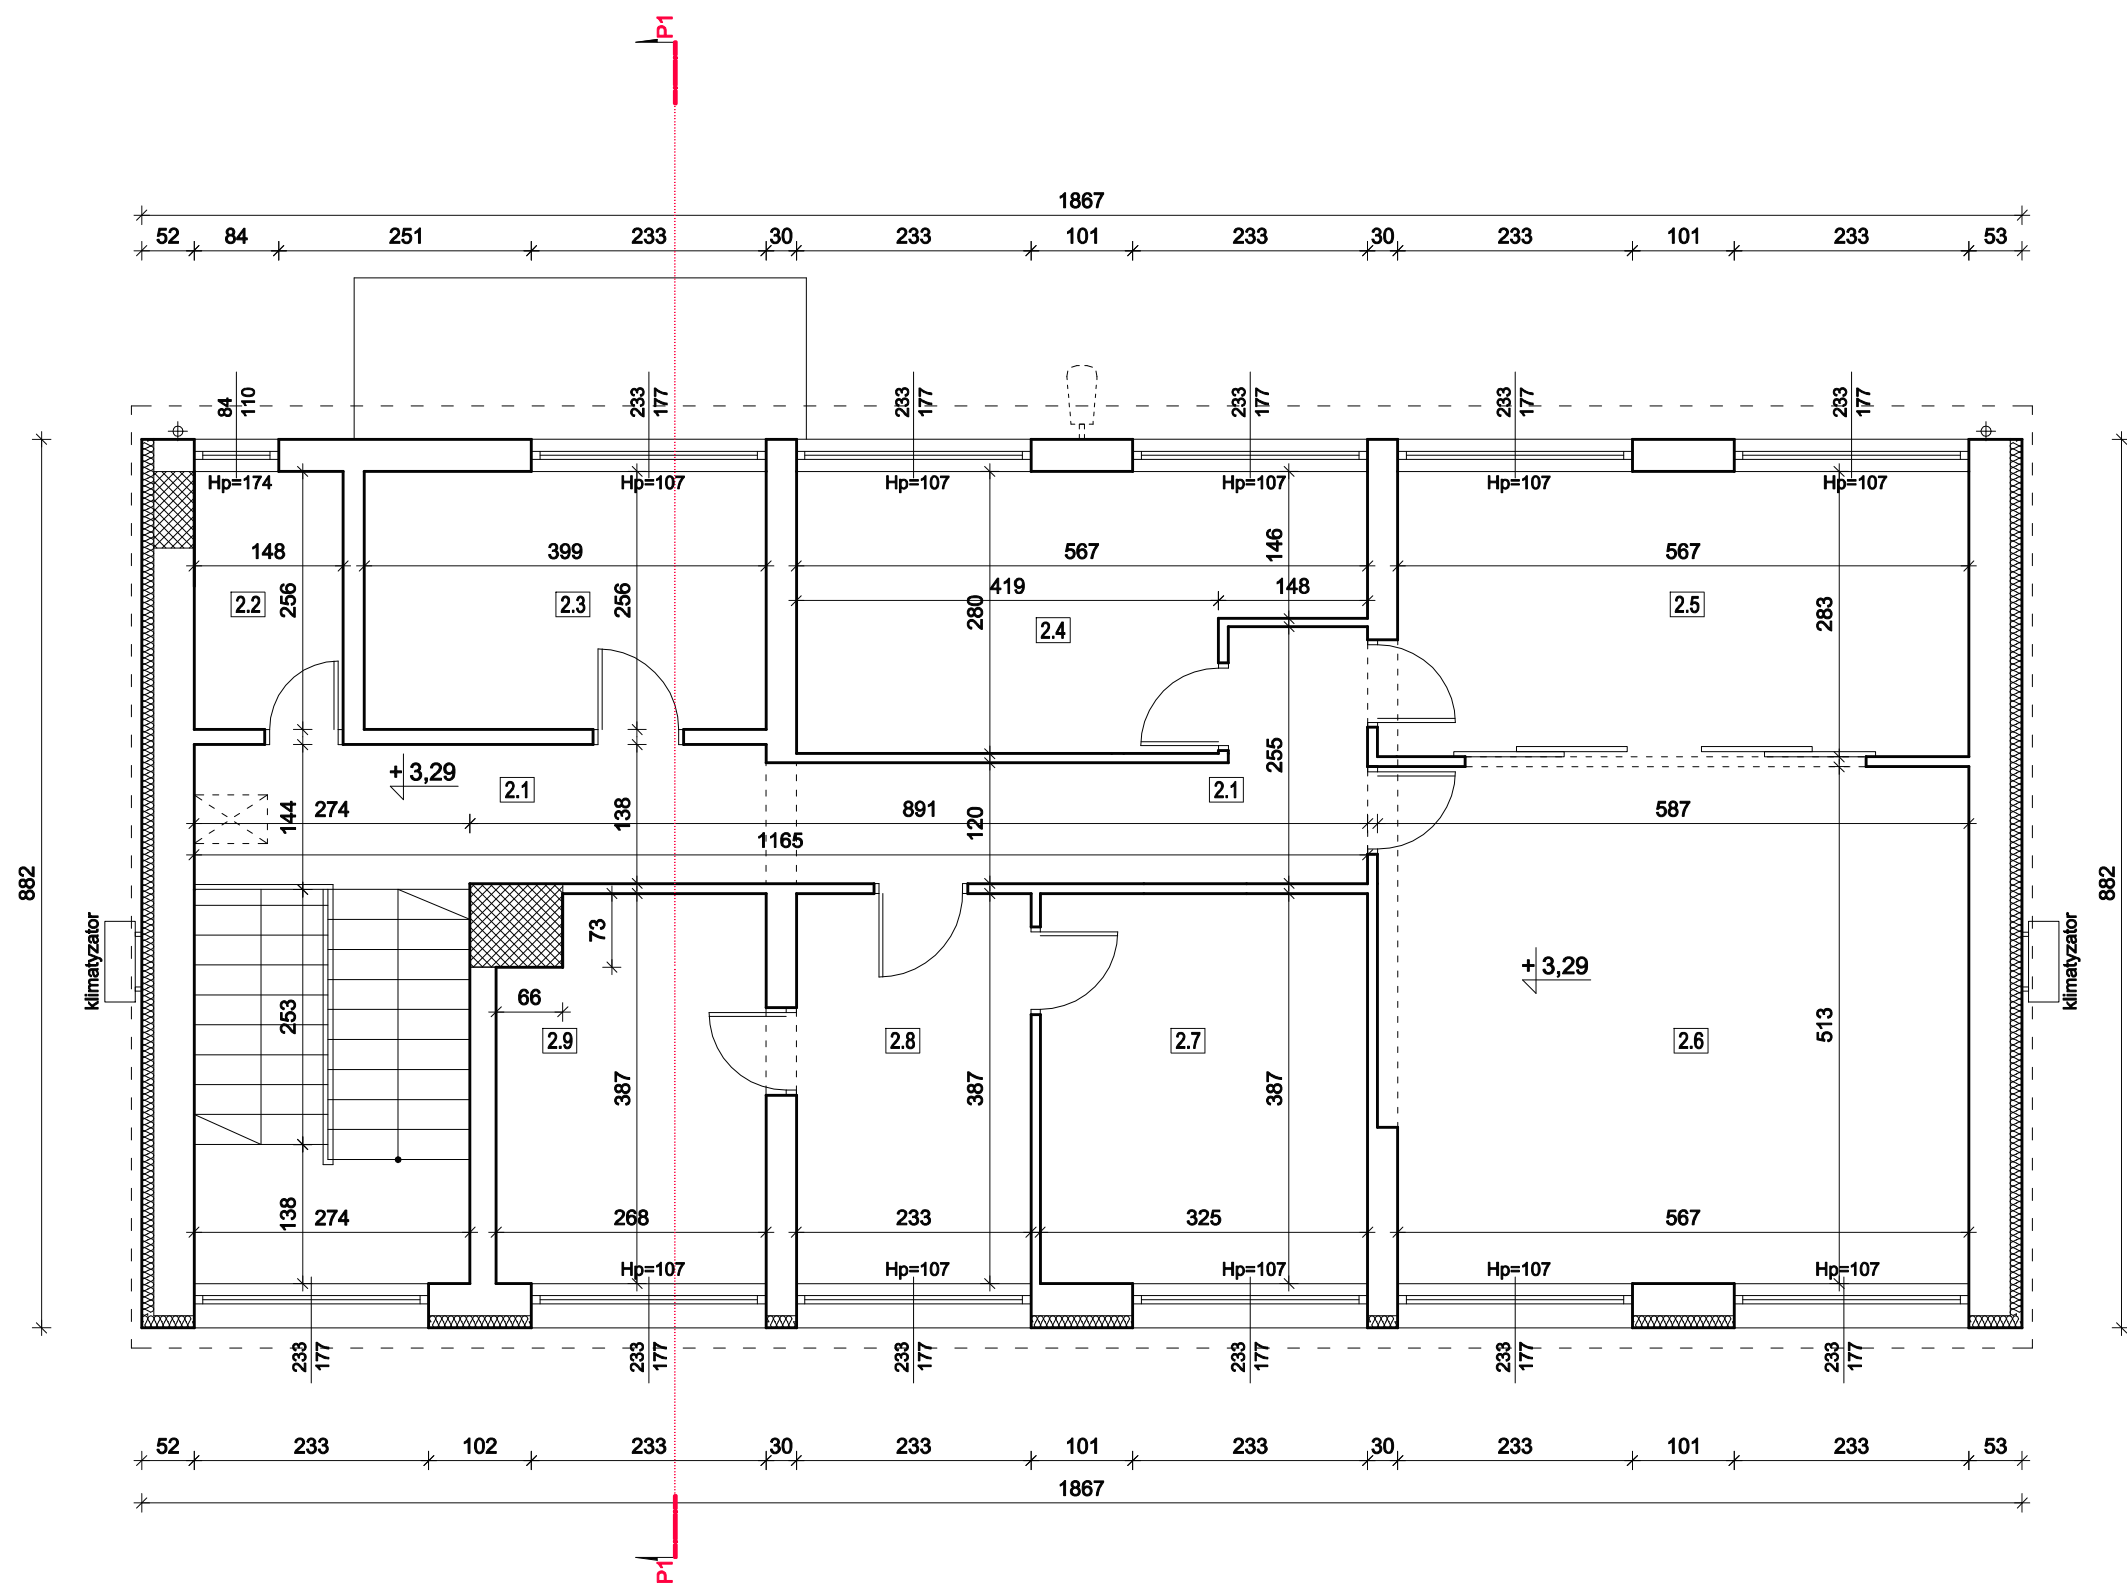 P1
1867
52 84 251 233 30 233 101 233 30 233 101 233 53
84 110 233 177 233 177 233 177 233 177 233 177
Hp=174 Hp=107 Hp=107 Hp=107 Hp=107 Hp=107
148 399 567 146 567
419 148
2.2 256 2.3 256 280 2.4 2.5 283
255
+ 3,29
2.1 2.1
274 144 138 891 120 587
1165
882 882
klimatyzator klimatyzator
73
+ 3,29
66
253 513
2.9 2.8 2.7 2.6
387 387 387
138
274 268 233 325 567
Hp=107 Hp=107 Hp=107 Hp=107 Hp=107
233 177 233 177 233 177 233 177 233 177 233 177
52 233 102 233 30 233 101 233 30 233 101 233 53
1867
P1